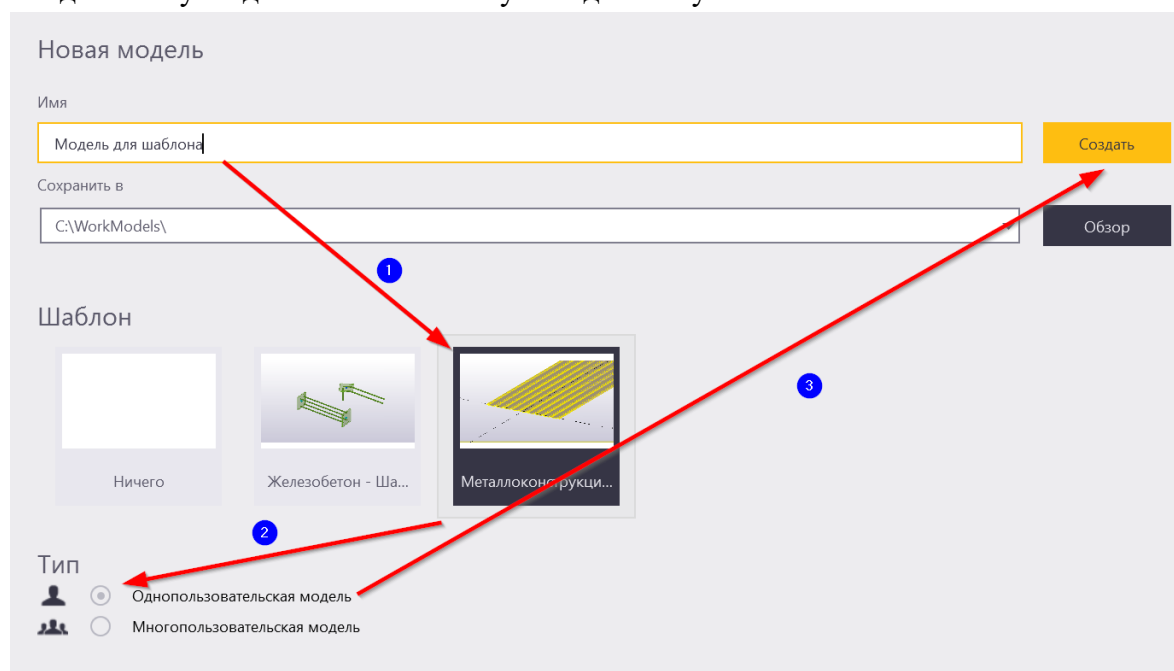 Новая модель
Имя
Модель для шаблона
Создать
Сохранить в
C:\WorkModels\
Обзор
1
Шаблон
3
Ничего
Железобетон - Ша...
Металлоконструкци...
2
Тип
Однопользовательская модель
Многопользовательская модель